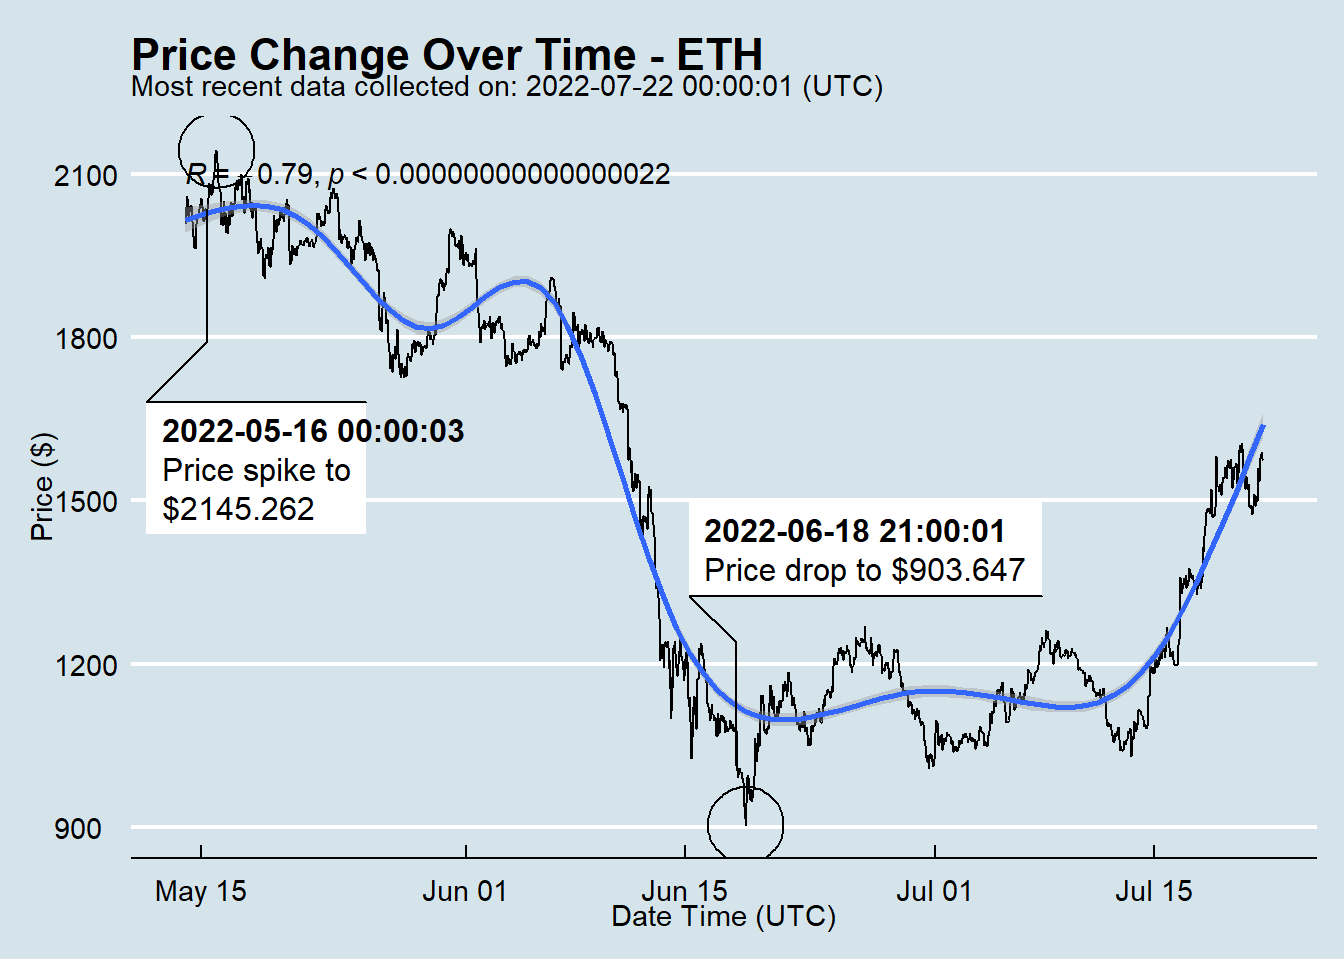 Price Change Over Time - ETH
Most recent data collected on: 2022-07-22 00:00:01 (UTC)
R = -0.79, p < 0.00000000000000022
2100
1800
1500
1200
900
Price ($)
2022-05-16 00:00:03
Price spike to
$2145.262
2022-06-18 21:00:01
Price drop to $903.647
May 15
Jun 01
Jun 15
Jul 01
Jul 15
Date Time (UTC)